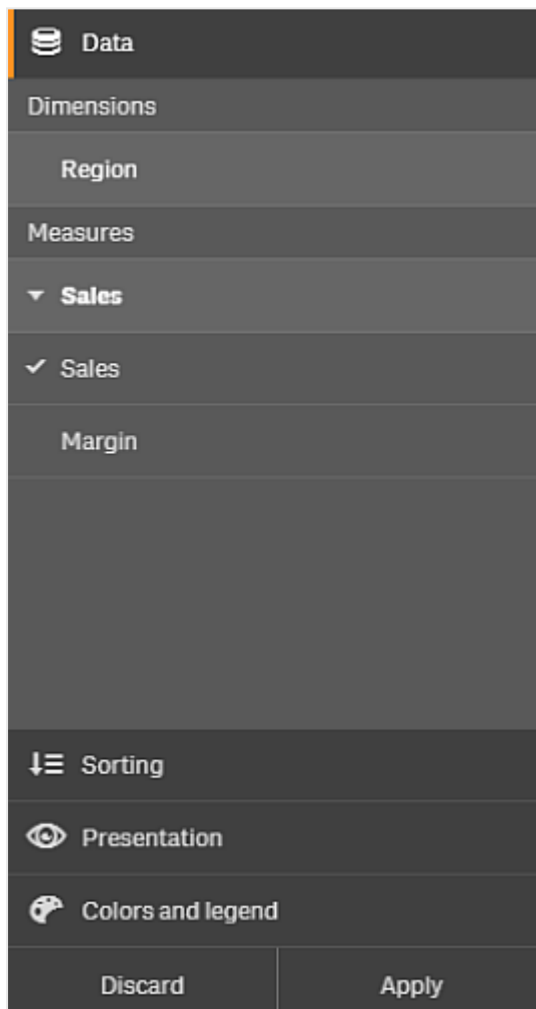 Data
Dimensions
Region
Measures
Sales
Sales
Margin
Sorting
Presentation
Colors and legend
Discard Apply